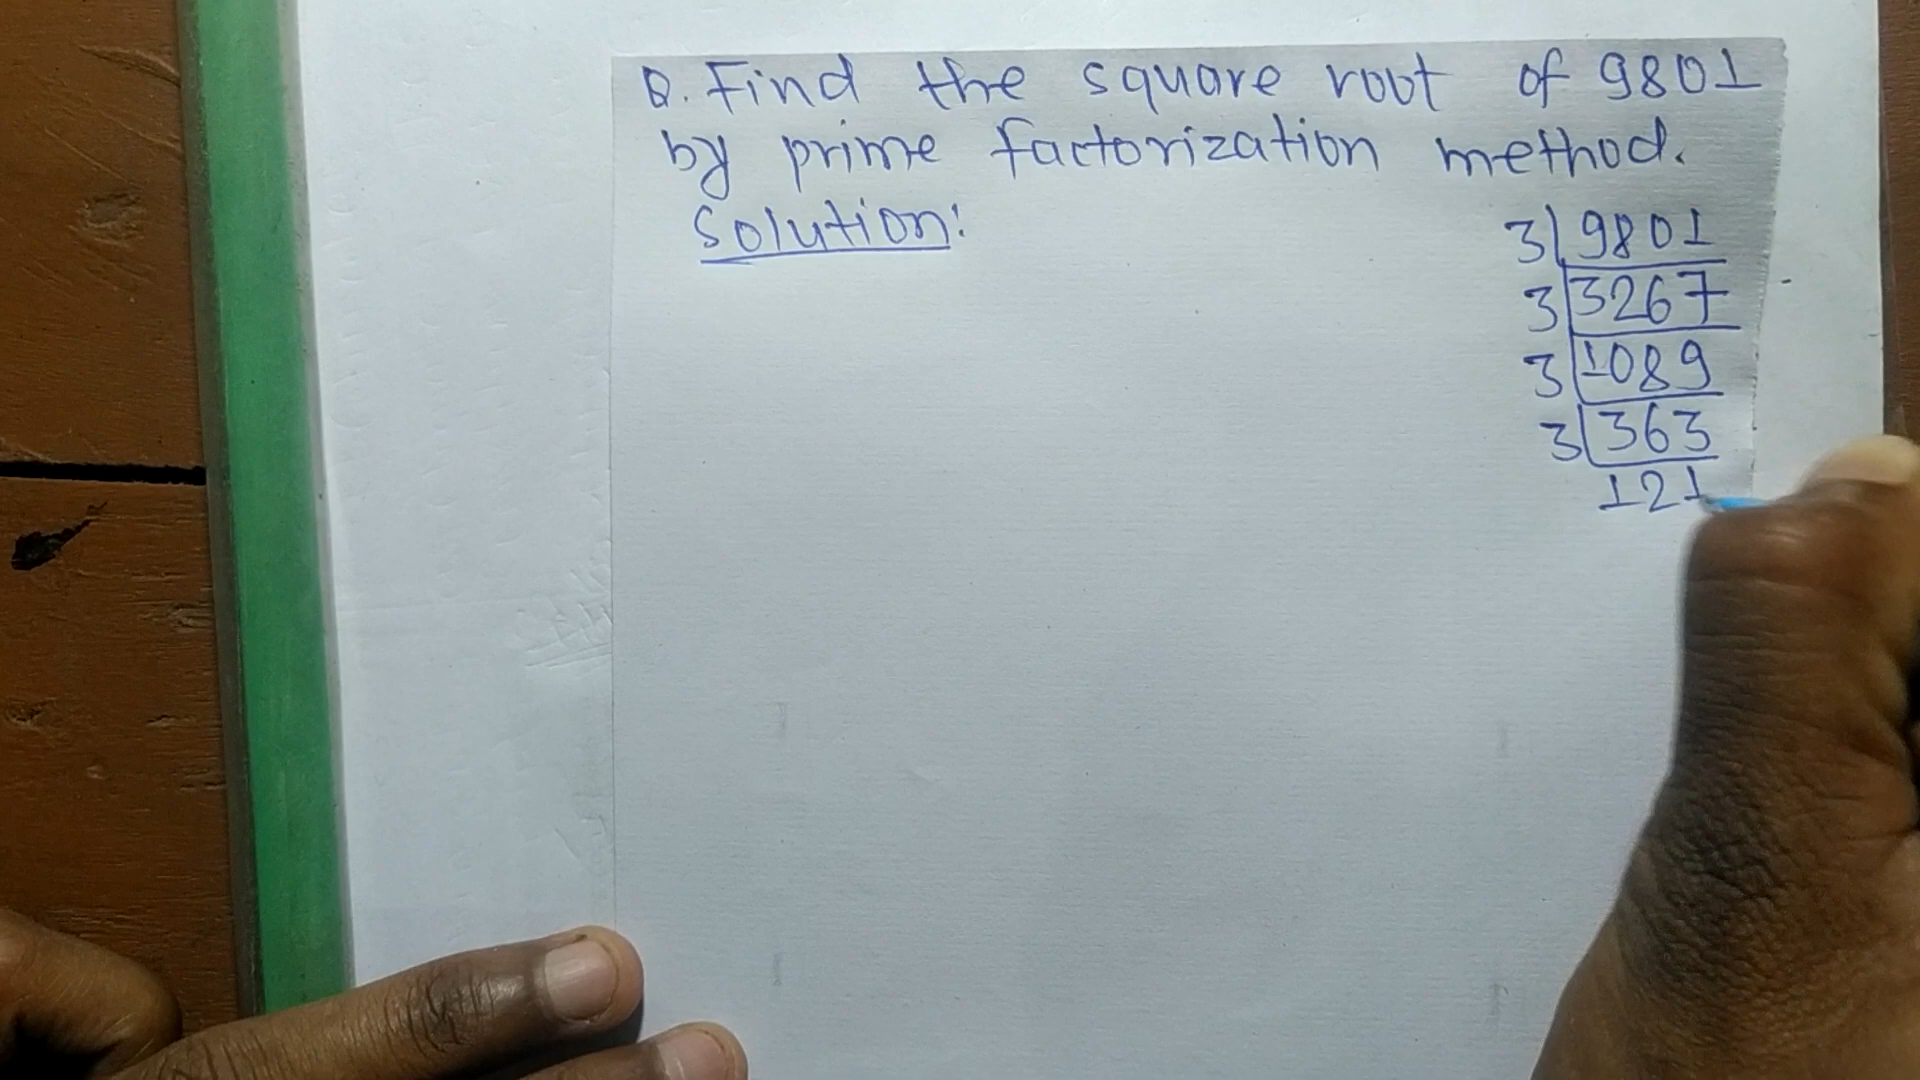 Q. Find the square root of 9801
by prime factorization method.
Solution:
3 9801
3 3267
3 1089
3 363
121